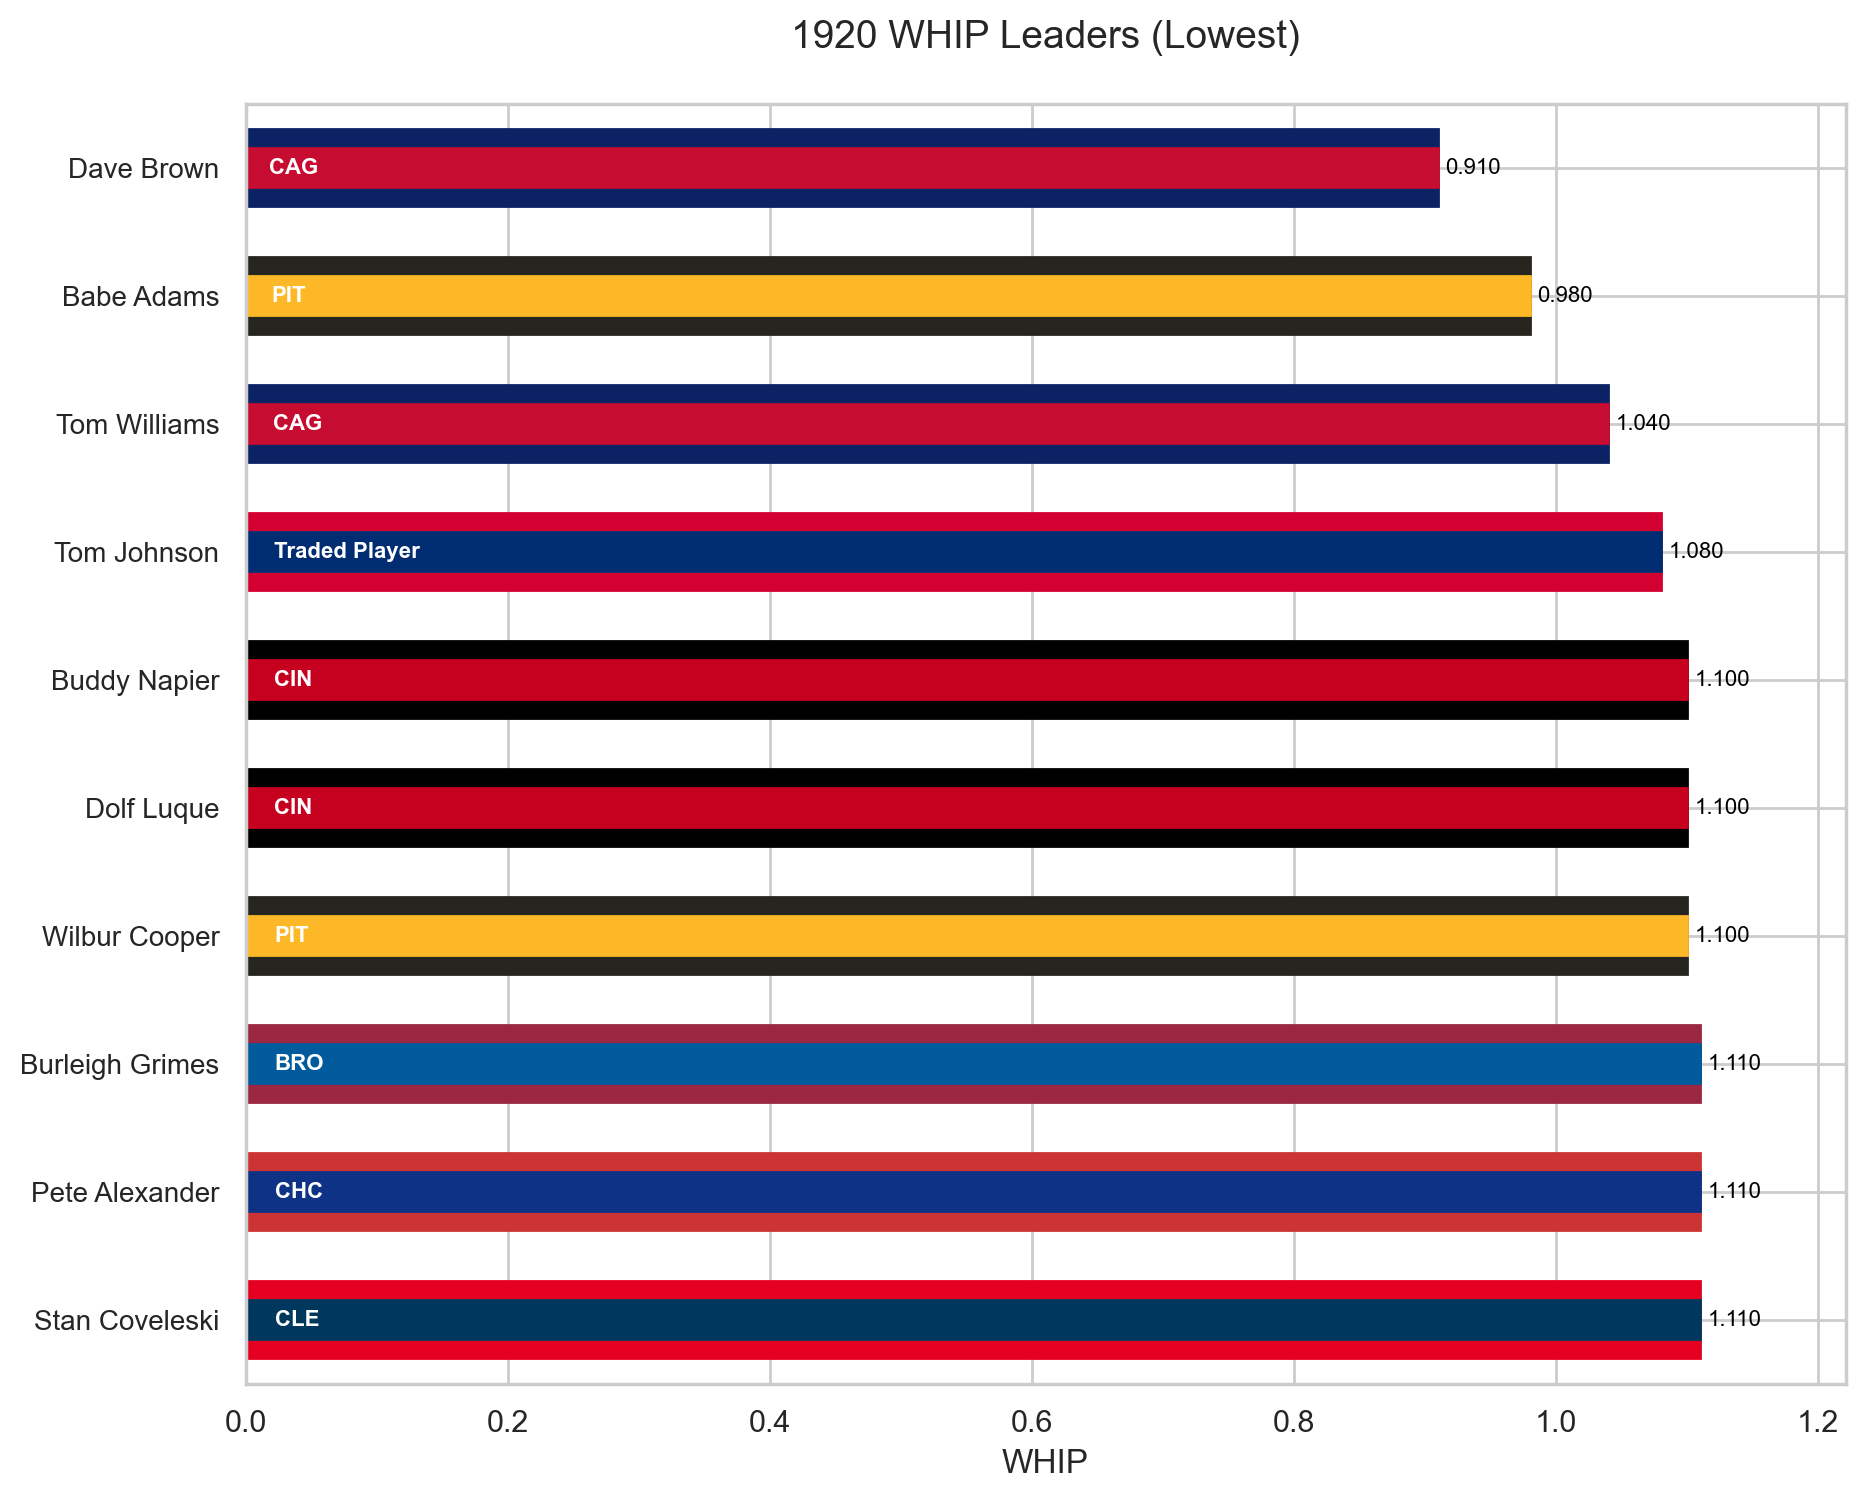 1920 WHIP Leaders (Lowest)
Dave Brown CAG 0.910
Babe Adams PIT 0.980
Tom Williams CAG 1.040
Tom Johnson Traded Player 1.080
Buddy Napier CIN 1.100
Dolf Luque CIN 1.100
Wilbur Cooper PIT 1.100
Burleigh Grimes BRO 1.110
Pete Alexander CHC 1.110
Stan Coveleski CLE 1.110
0.0 0.2 0.4 0.6 0.8 1.0 1.2
WHIP